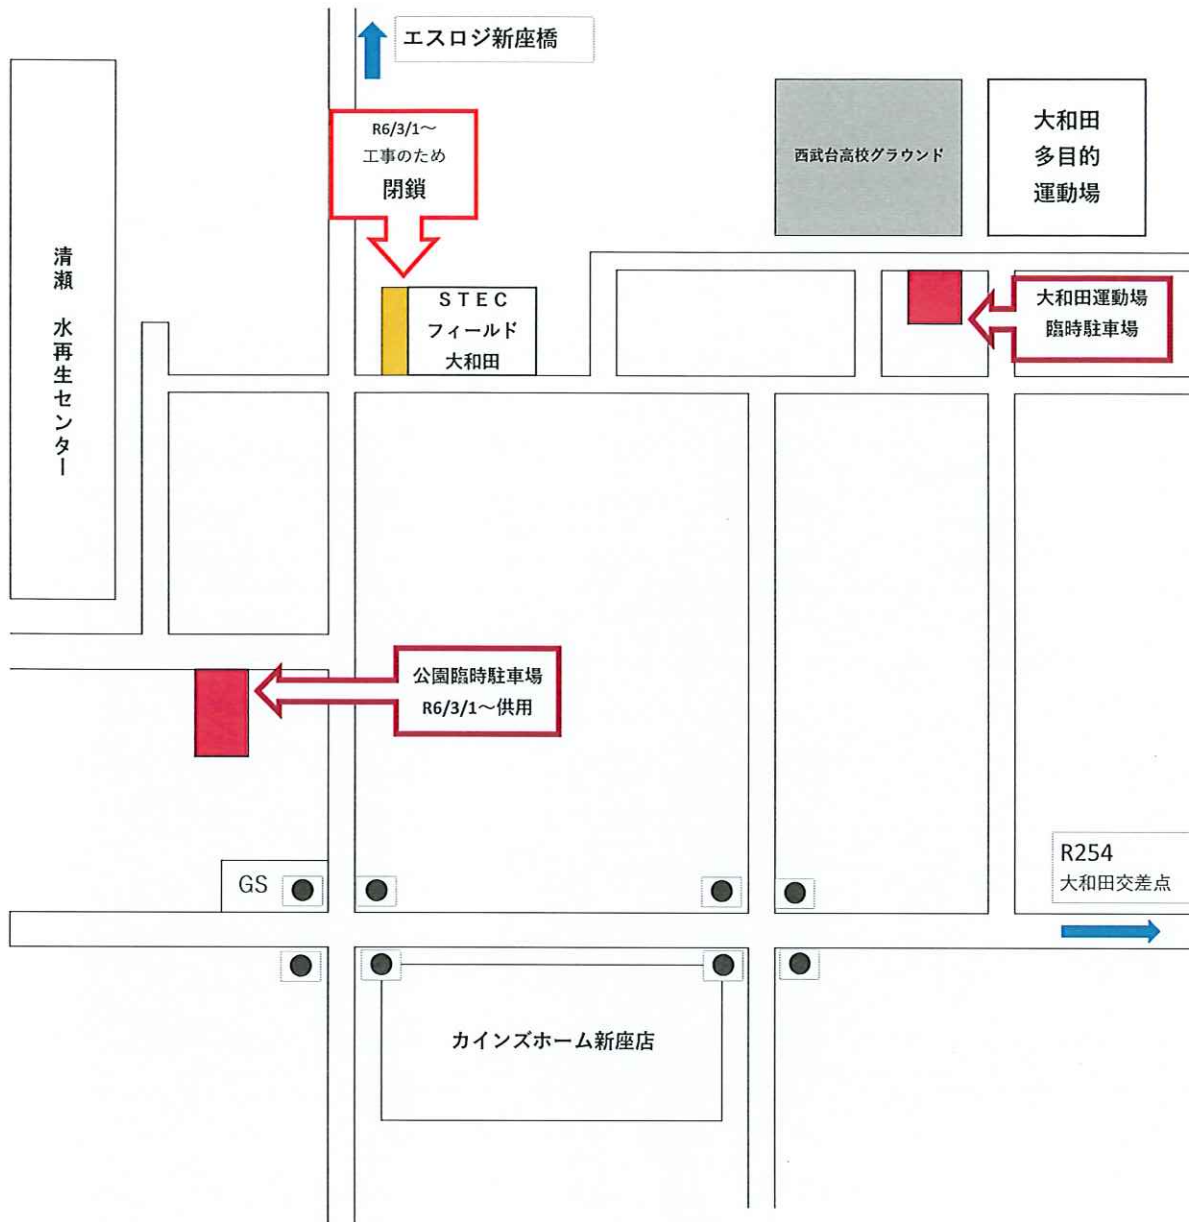 エスロジ新座橋
R6/3/1～
工事のため
閉鎖
西武台高校グラウンド
大和田
多目的
運動場
清瀬 水再生センター
ＳＴＥＣ
フィールド
大和田
大和田運動場
臨時駐車場
公園臨時駐車場
R6/3/1～供用
GS
R254
大和田交差点
カインズホーム新座店